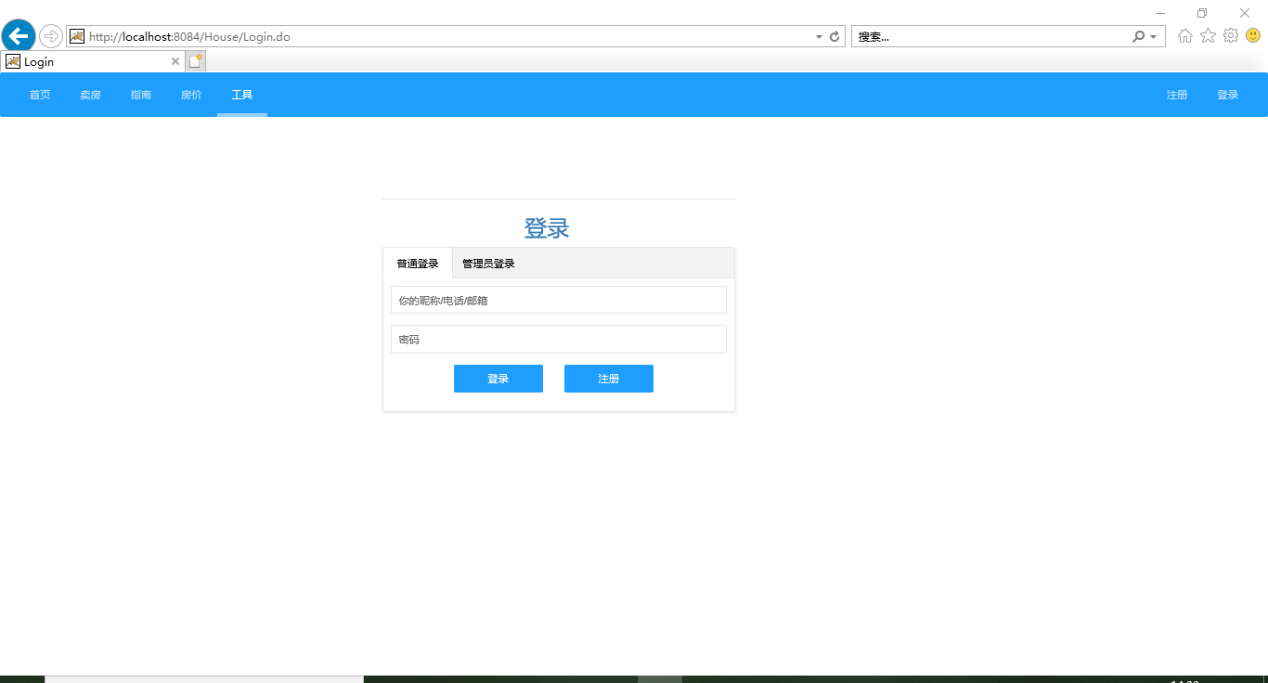 http://localhost:8084/House/Login.do
搜索...
Login
首页 卖房 指南 房价 工具 注册 登录
登录
普通登录 管理员登录
你的昵称/电话/邮箱
密码
登录 注册